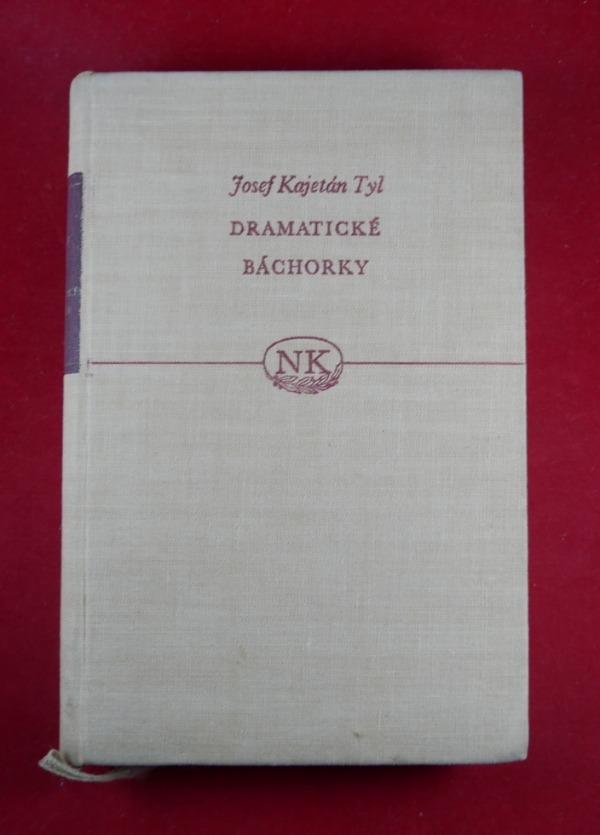 Josef Kajetán Tyl
DRAMATICKÉ
BÁCHORKY
NK